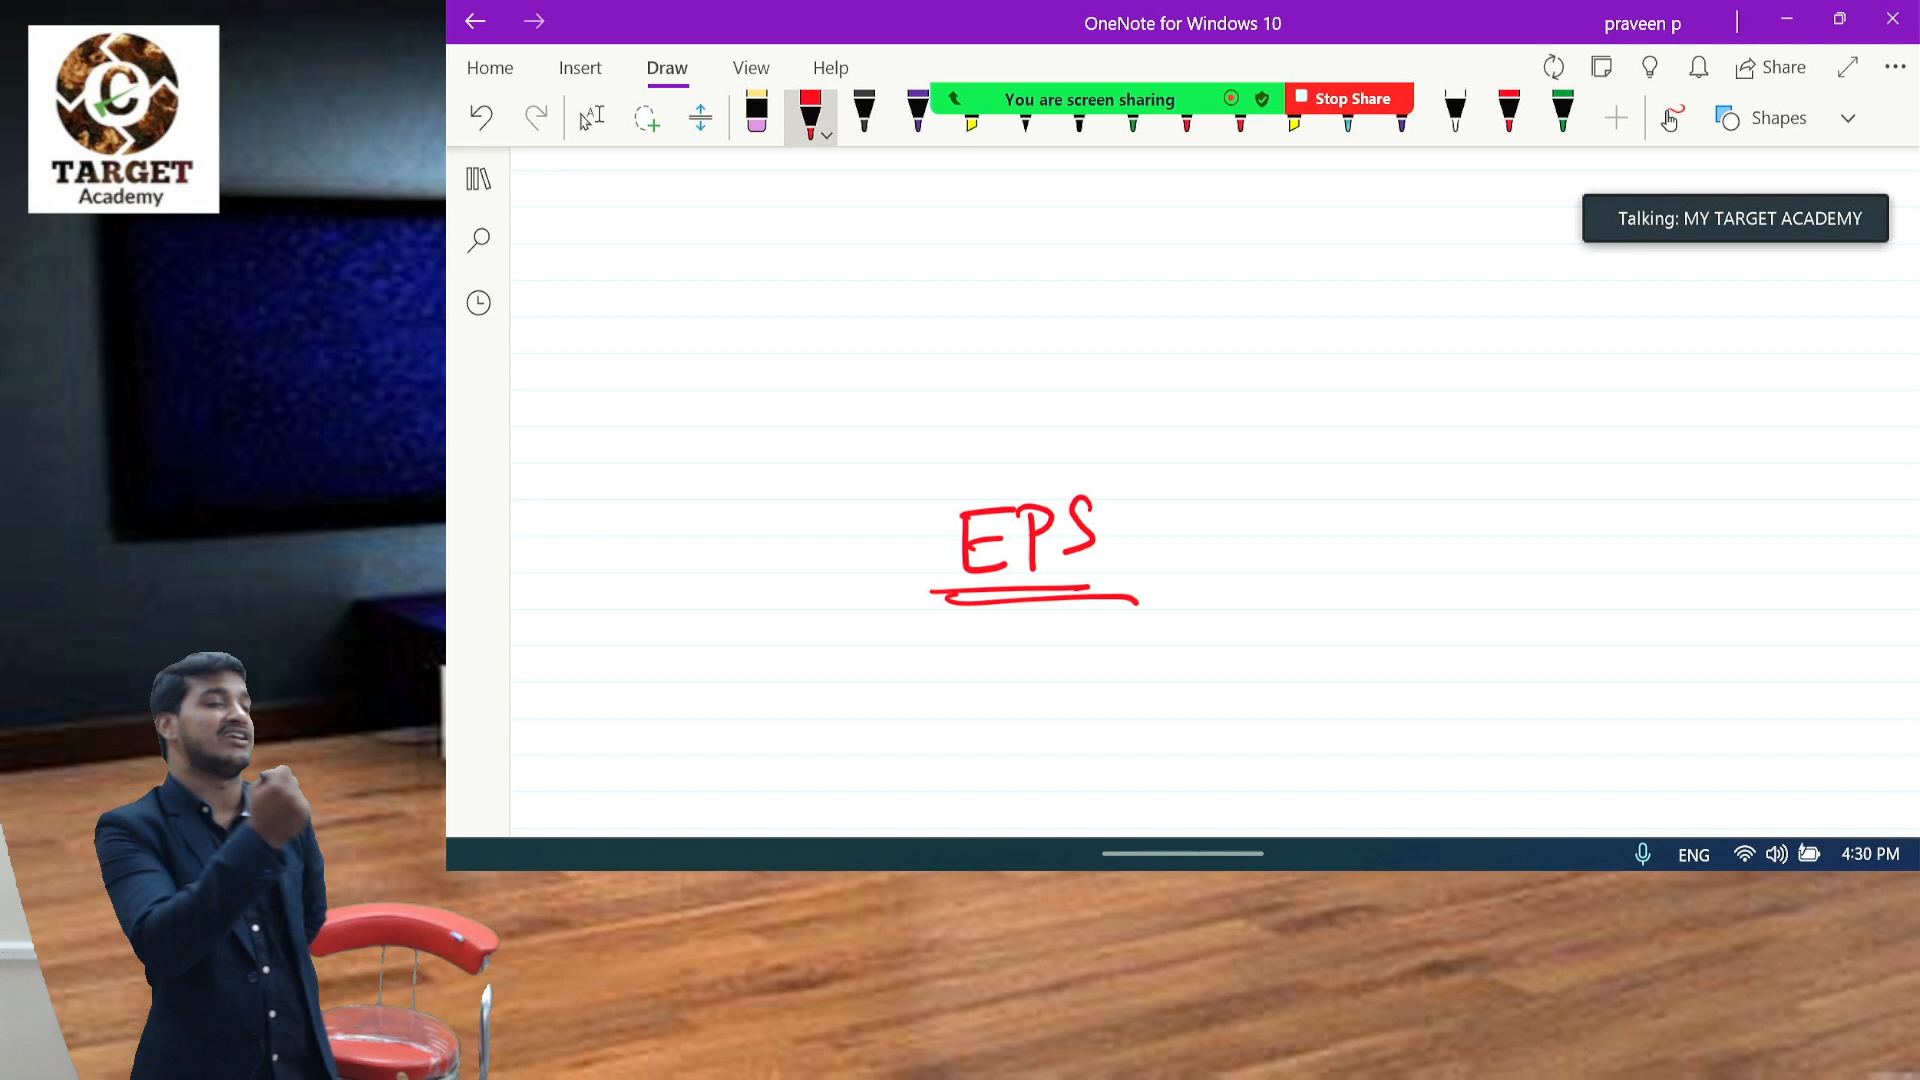 C
TARGET
Academy
OneNote for Windows 10
praveen p
Home Insert Draw View Help
Share
You are screen sharing
Stop Share
Shapes
Talking: MY TARGET ACADEMY
EPS
ENG
4:30 PM